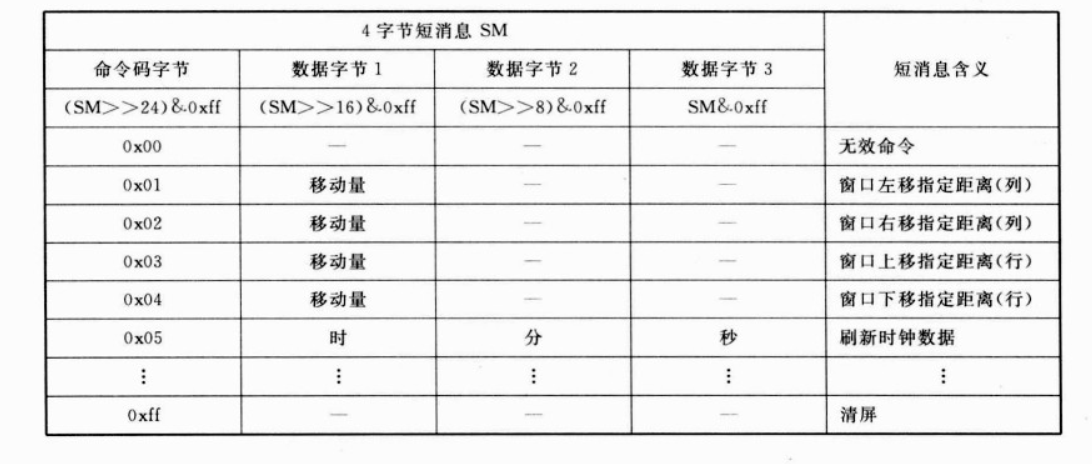 4字节短消息 SM
命令码字节 数据字节 1 数据字节 2 数据字节 3 短消息含义
(SM>>24)&0xff (SM>>16)&0xff (SM>>8)&0xff SM&0xff
0x00 — — — 无效命令
0x01 移动量 — — 窗口左移指定距离(列)
0x02 移动量 — — 窗口右移指定距离(列)
0x03 移动量 — — 窗口上移指定距离(行)
0x04 移动量 — — 窗口下移指定距离(行)
0x05 时 分 秒 刷新时钟数据
⋮ ⋮ ⋮ ⋮ ⋮
0xff — — — 清屏